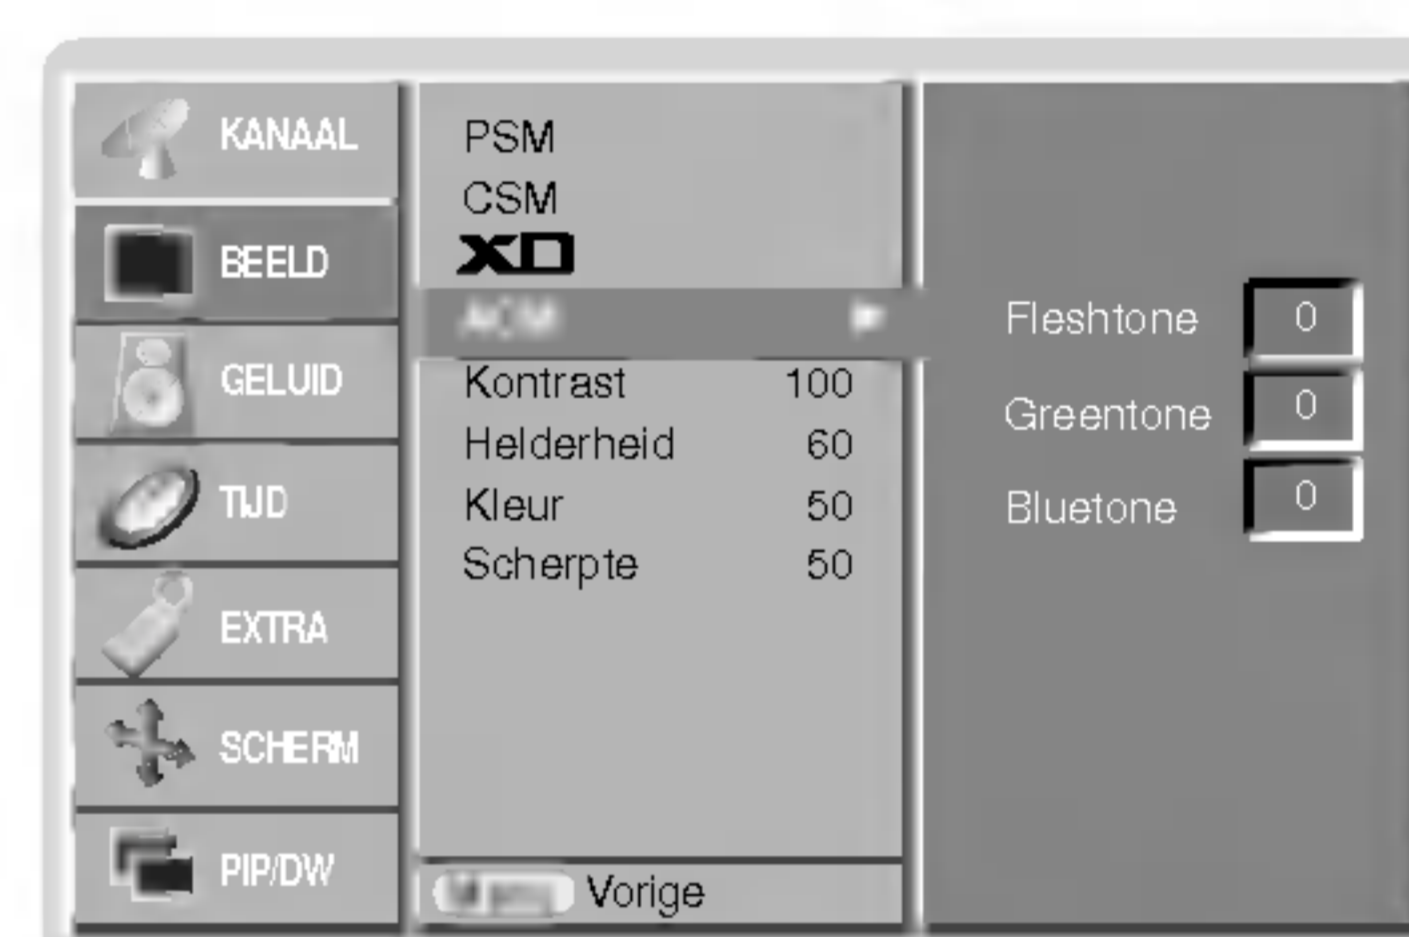 KANAAL
BEELD
GELUID
TIJD
EXTRA
SCHERM
PIP/DW
PSM
CSM
XD
ACM
Kontrast 100
Helderheid 60
Kleur 50
Scherpte 50
Vorige
Fleshtone 0
Greentone 0
Bluetone 0